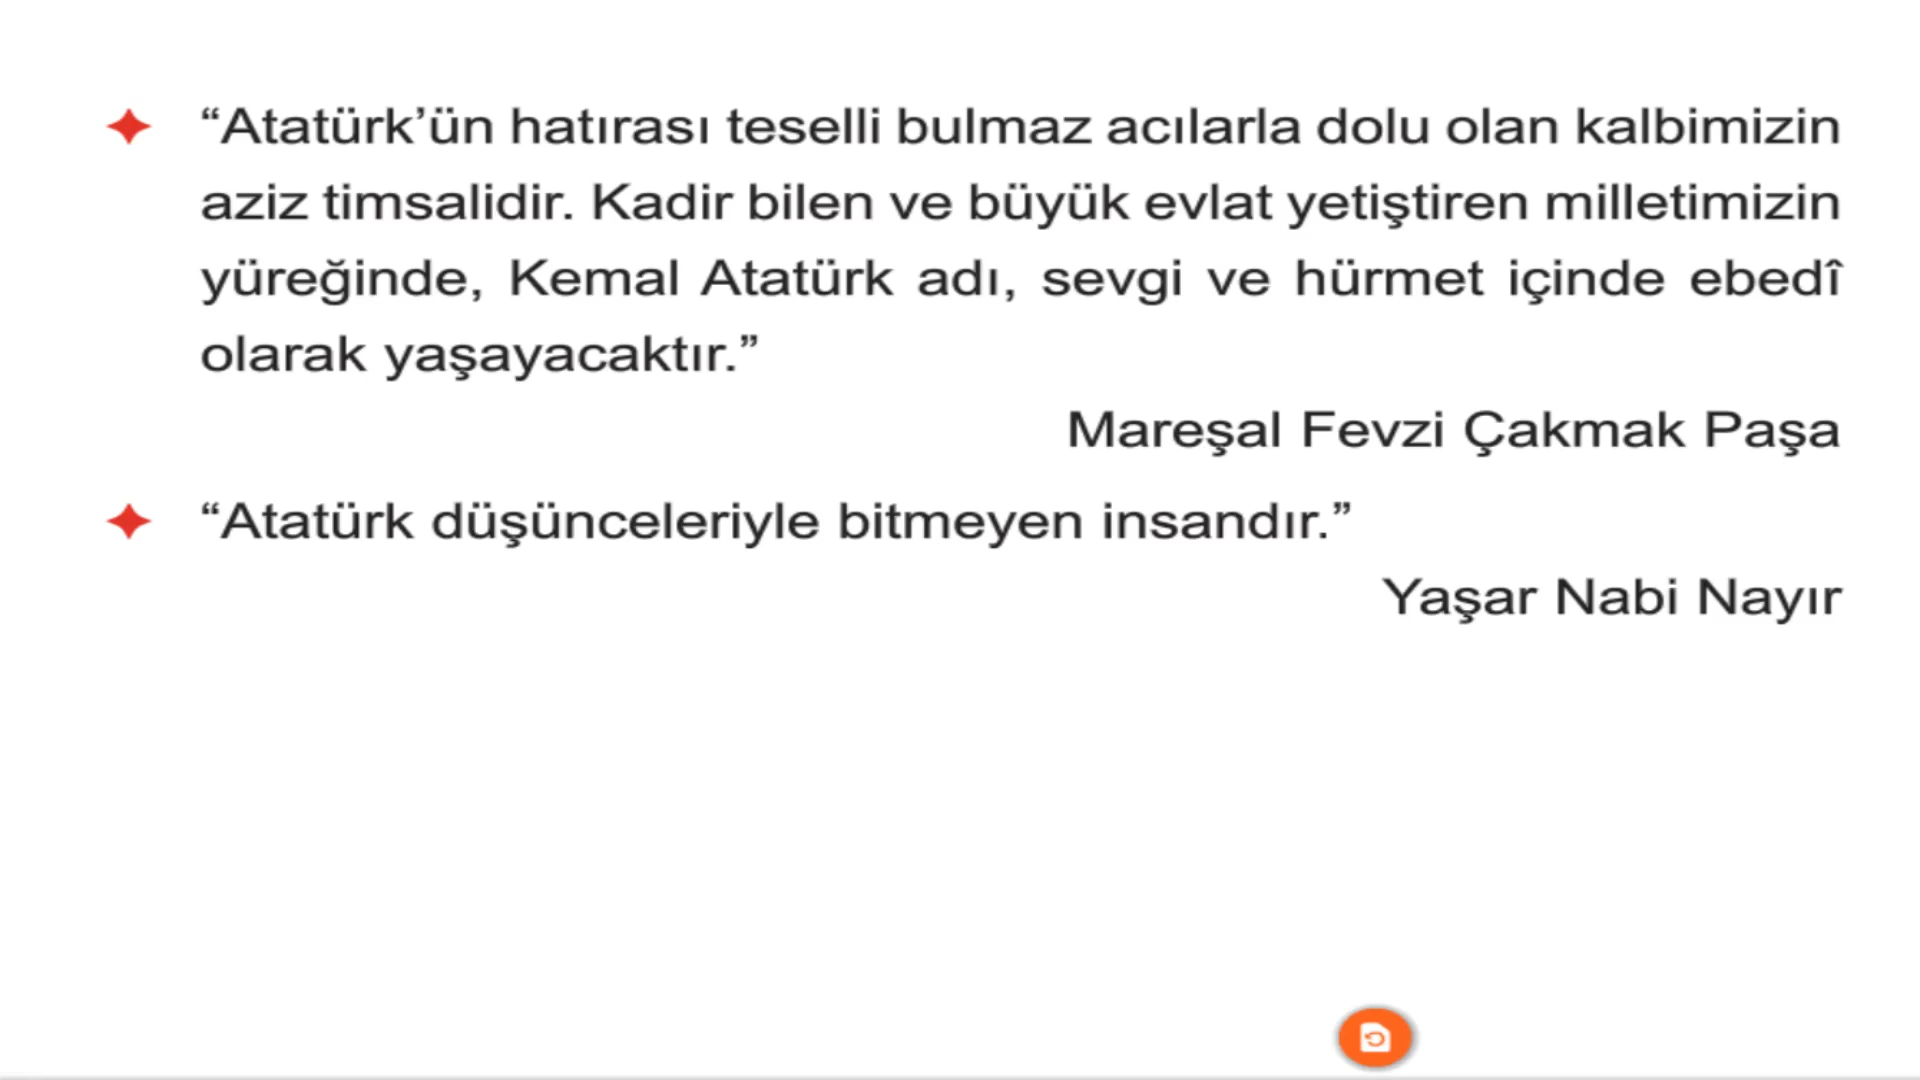 “Atatürk’ün hatırası teselli bulmaz acılarla dolu olan kalbimizin
aziz timsalidir. Kadir bilen ve büyük evlat yetiştiren milletimizin
yüreğinde, Kemal Atatürk adı, sevgi ve hürmet içinde ebedî
olarak yaşayacaktır.”
Mareşal Fevzi Çakmak Paşa
“Atatürk düşünceleriyle bitmeyen insandır.”
Yaşar Nabi Nayır